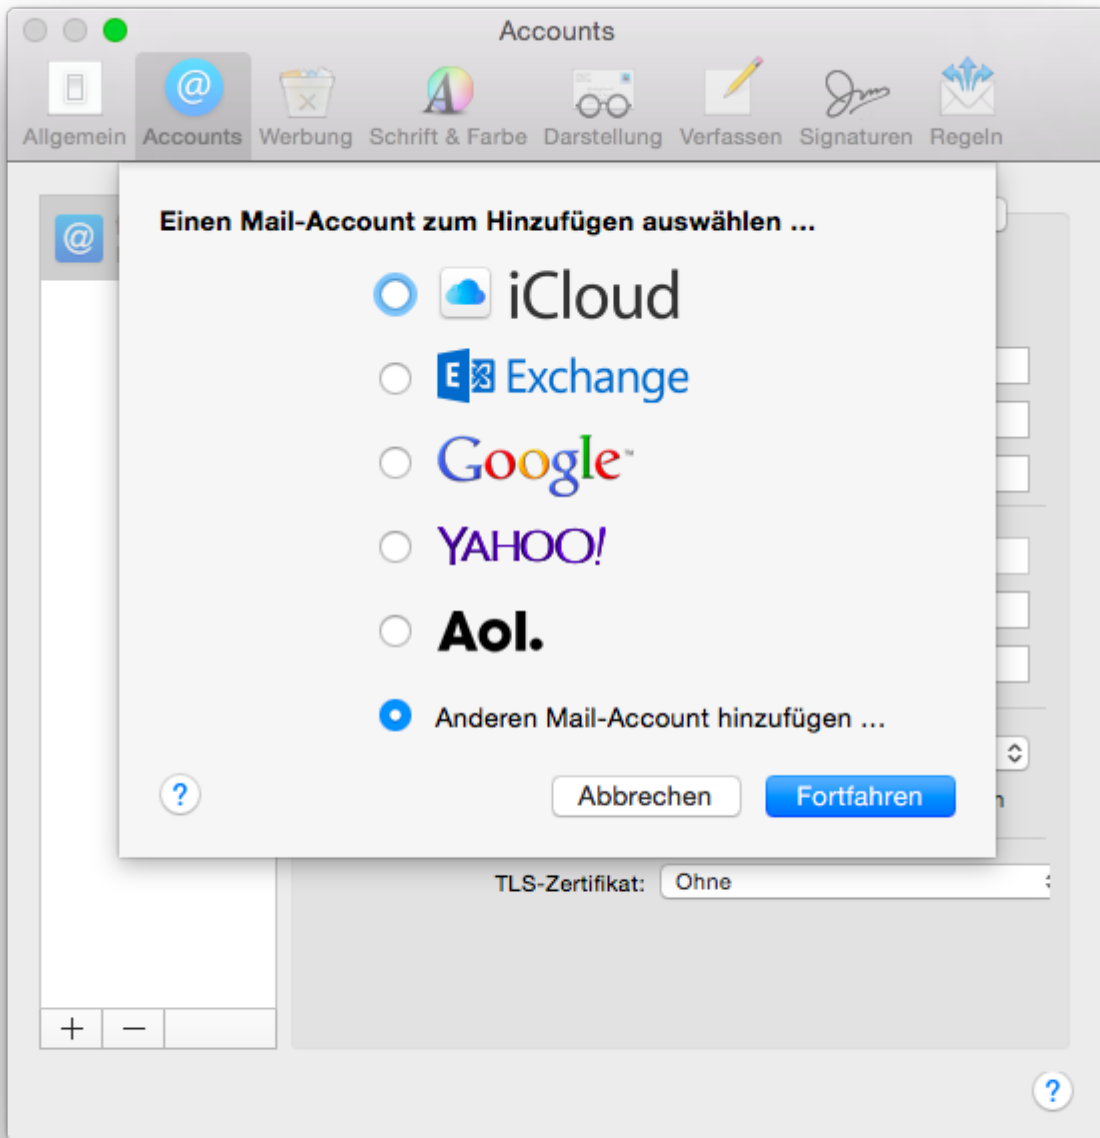 Accounts
Allgemein Accounts Werbung Schrift & Farbe Darstellung Verfassen Signaturen Regeln
Einen Mail-Account zum Hinzufügen auswählen ...
iCloud
E Exchange
Google™
YAHOO!
Aol.
Anderen Mail-Account hinzufügen ...
? Abbrechen Fortfahren
TLS-Zertifikat: Ohne
+ −
?